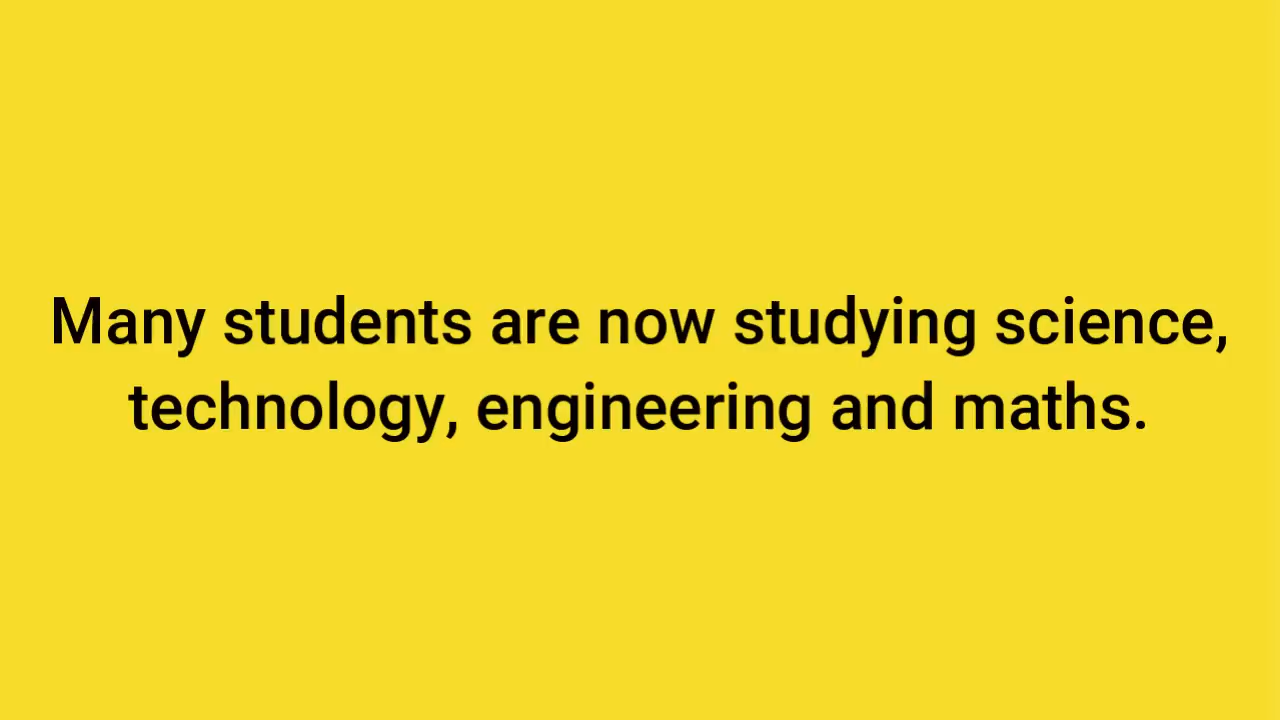 Many students are now studying science,
technology, engineering and maths.